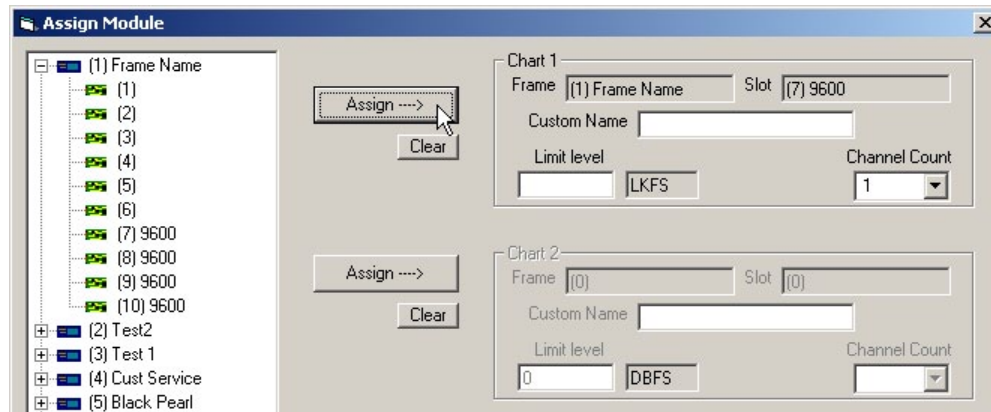 Assign Module
(1) Frame Name
(1)
(2)
(3)
(4)
(5)
(6)
(7) 9600
(8) 9600
(9) 9600
(10) 9600
(2) Test2
(3) Test 1
(4) Cust Service
(5) Black Pearl
Assign ---->
Clear
Assign ---->
Clear
Chart 1
Frame (1) Frame Name Slot (7) 9600
Custom Name
Limit level Channel Count
LKFS 1
Chart 2
Frame (0) Slot (0)
Custom Name
Limit level Channel Count
0 DBFS